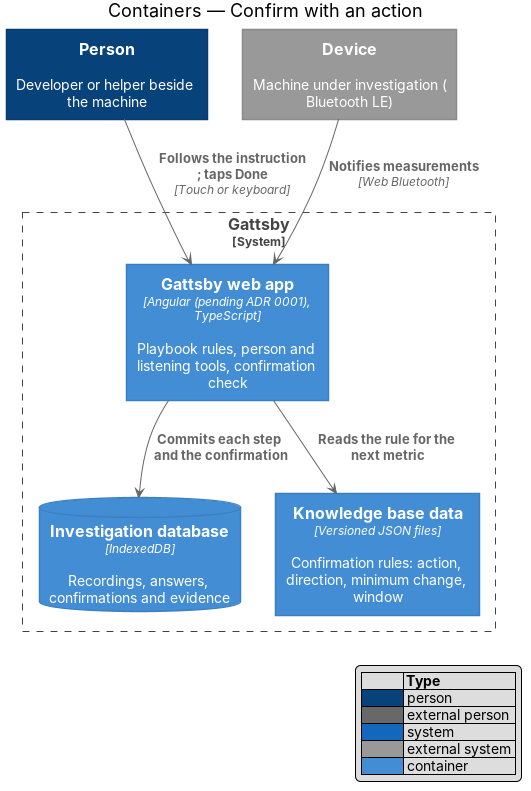 Containers — Confirm with an action
Person
Developer or helper beside
the machine
Device
Machine under investigation (
Bluetooth LE)
Follows the instruction
; taps Done
[Touch or keyboard]
Notifies measurements
[Web Bluetooth]
Gattsby
[System]
Gattsby web app
[Angular (pending ADR 0001),
TypeScript]
Playbook rules, person and
listening tools, confirmation
check
Commits each step
and the confirmation
Reads the rule for the
next metric
Investigation database
[IndexedDB]
Recordings, answers,
confirmations and evidence
Knowledge base data
[Versioned JSON files]
Confirmation rules: action,
direction, minimum change,
window
Type
person
external person
system
external system
container